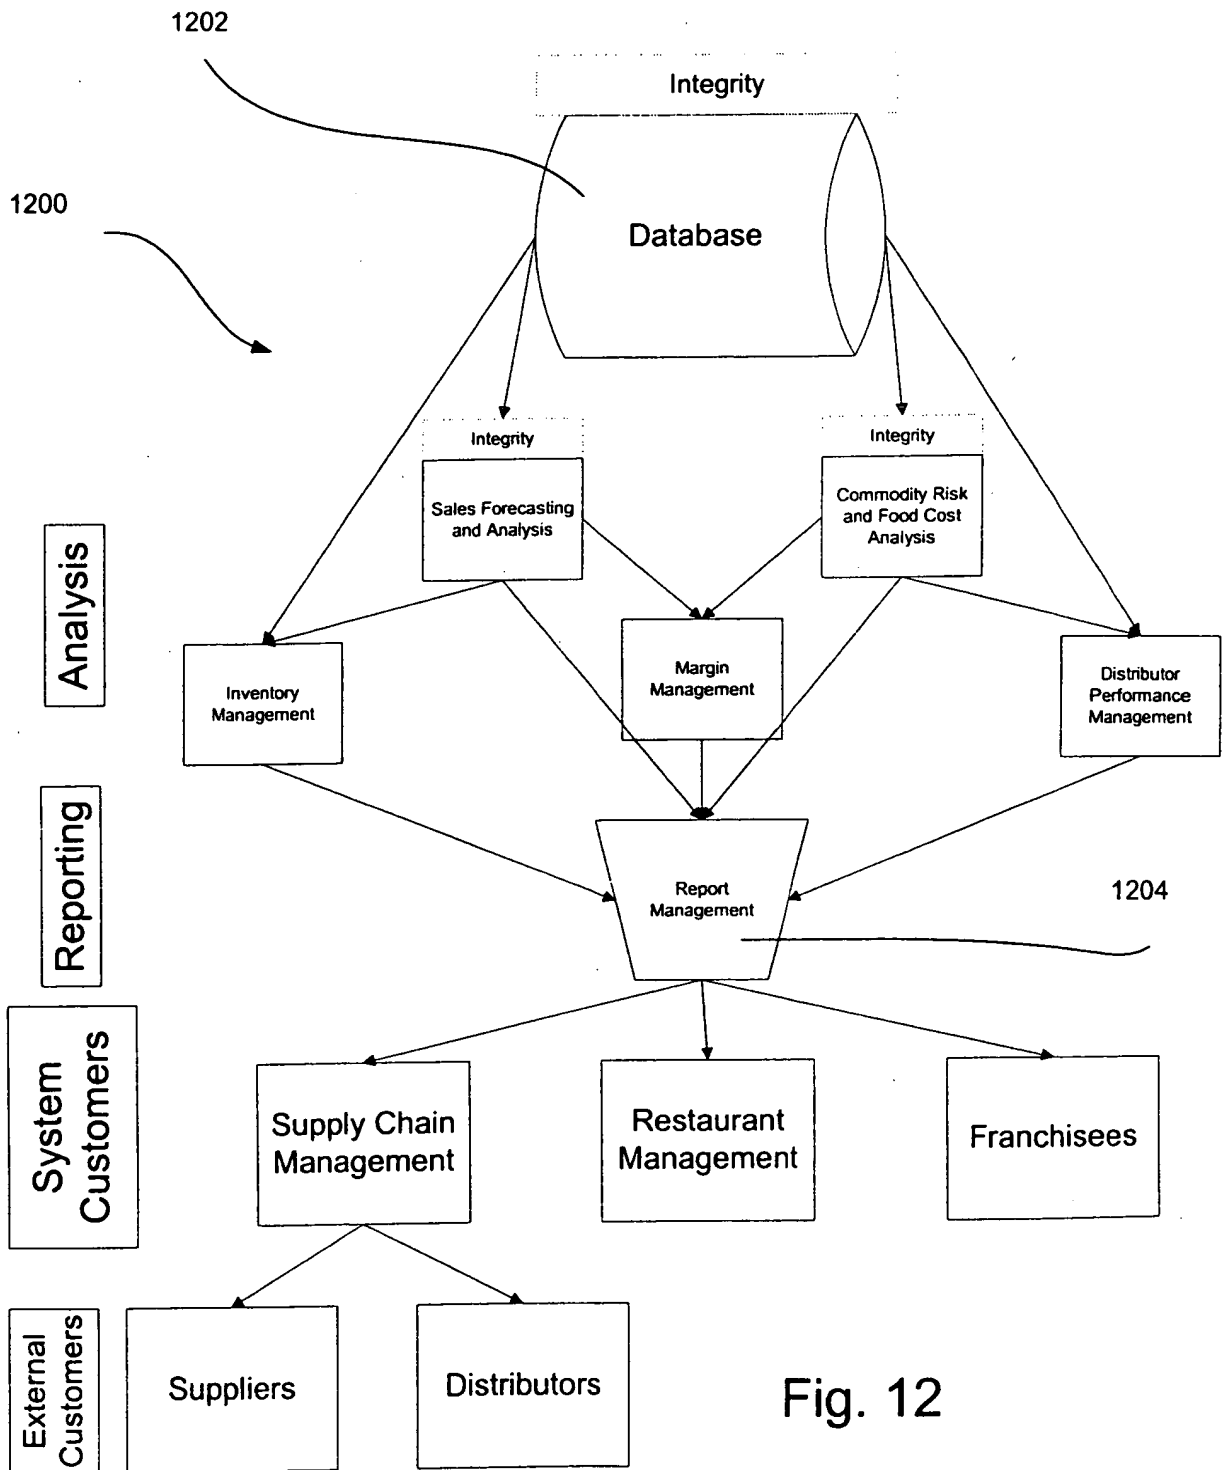 1202
Integrity
1200
Database
Integrity
Integrity
Sales Forecasting
and Analysis
Commodity Risk
and Food Cost
Analysis
Analysis
Inventory
Management
Margin
Management
Distributor
Performance
Management
Reporting
Report
Management
1204
System
Customers
Supply Chain
Management
Restaurant
Management
Franchisees
External
Customers
Suppliers
Distributors
Fig. 12